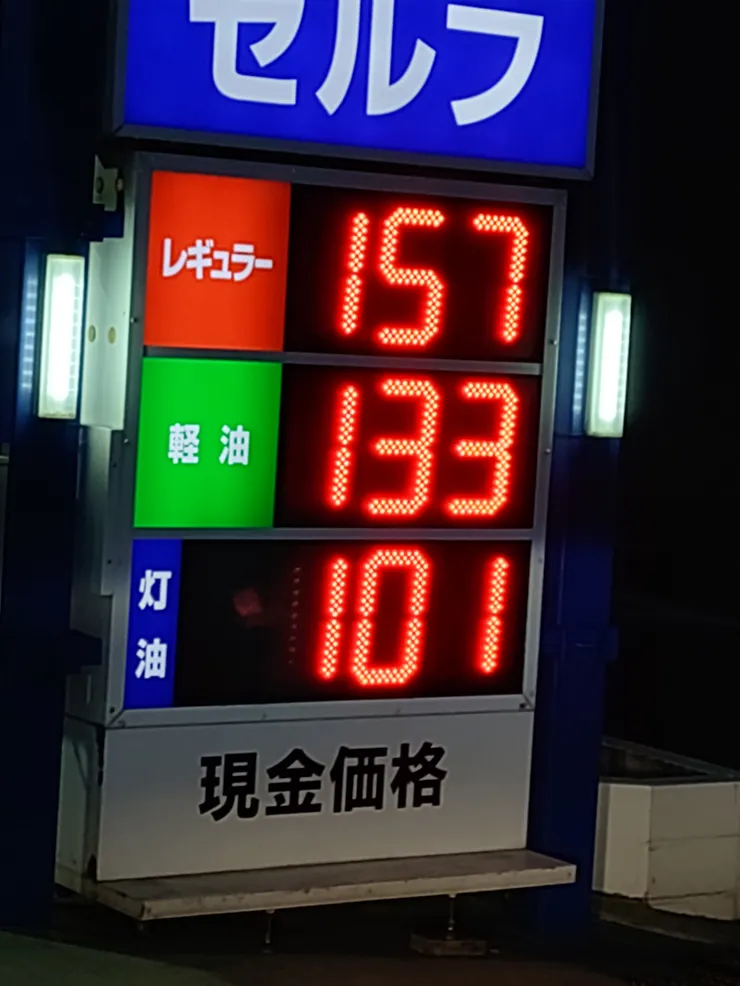 セルフ
レギュラー 157
軽油 133
灯油 101
現金価格